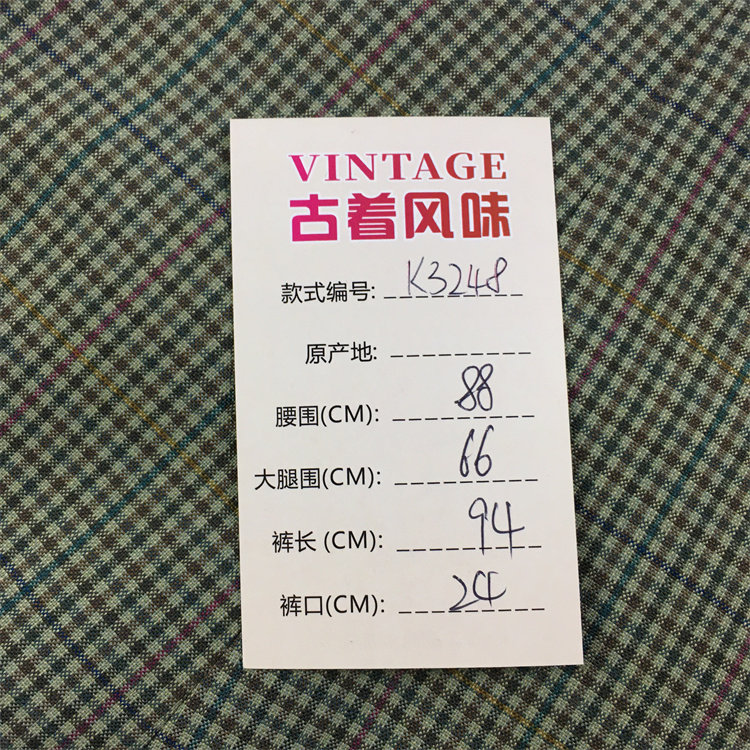 VINTAGE
古着风味
款式编号: K3248
原产地:
腰围(CM): 88
大腿围(CM): 66
裤长 (CM): 94
裤口(CM): 24